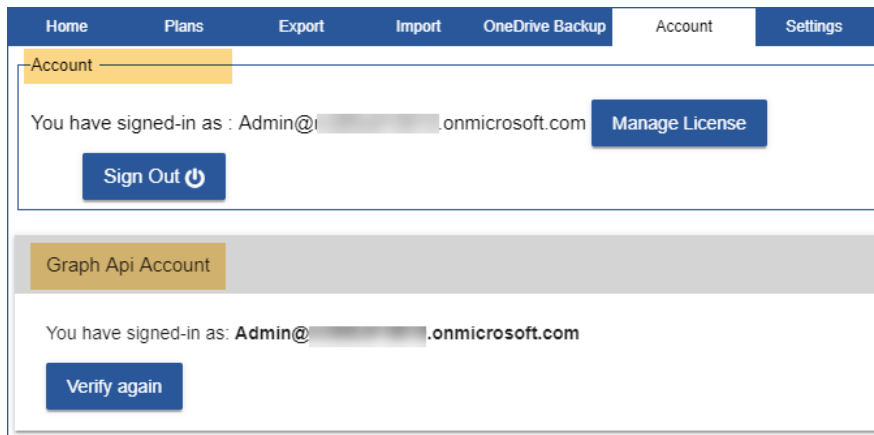 Home Plans Export Import OneDrive Backup Account Settings
Account
You have signed-in as : Admin@ .onmicrosoft.com Manage License
Sign Out
Graph Api Account
You have signed-in as: Admin@ .onmicrosoft.com
Verify again